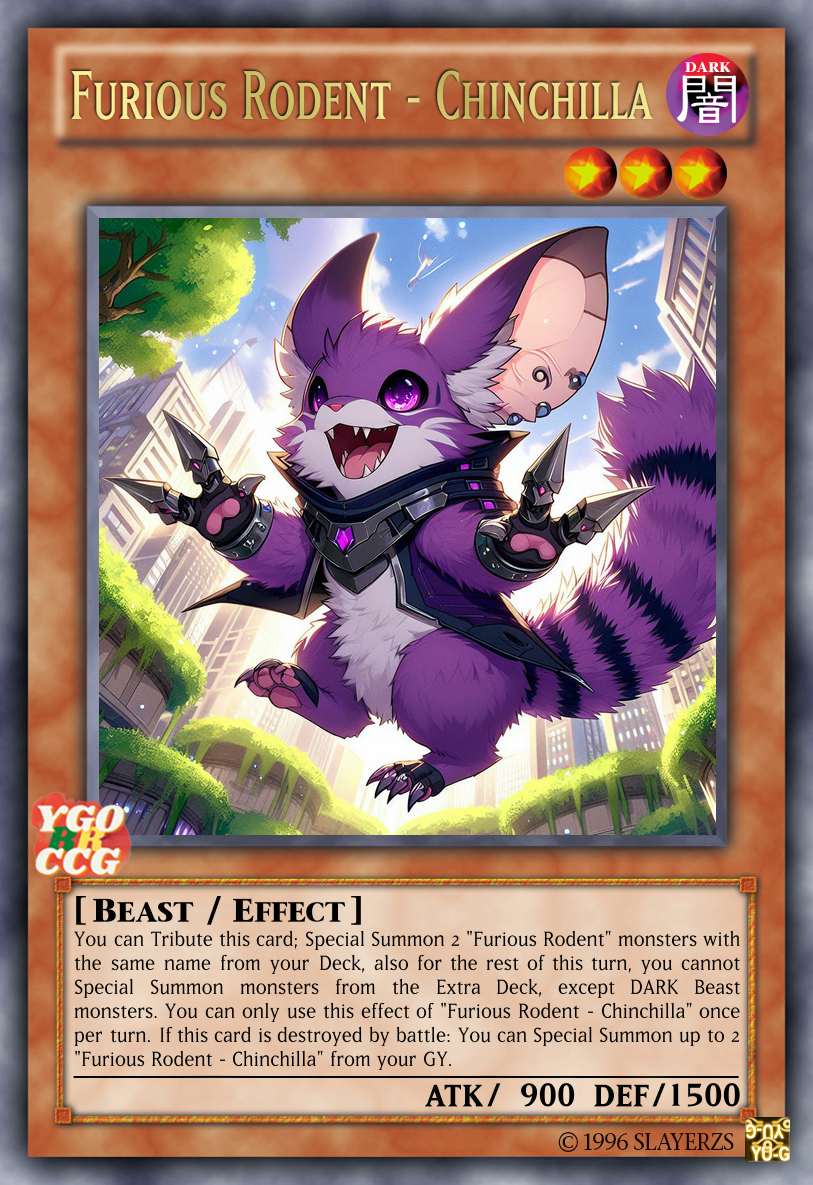 FURIOUS RODENT - CHINCHILLA
DARK
闇
YGO
BR
CCG
[ BEAST / EFFECT ]
You can Tribute this card; Special Summon 2 "Furious Rodent" monsters with
the same name from your Deck, also for the rest of this turn, you cannot
Special Summon monsters from the Extra Deck, except DARK Beast
monsters. You can only use this effect of "Furious Rodent - Chinchilla" once
per turn. If this card is destroyed by battle: You can Special Summon up to 2
"Furious Rodent - Chinchilla" from your GY.
ATK/ 900 DEF/1500
© 1996 SLAYERZS